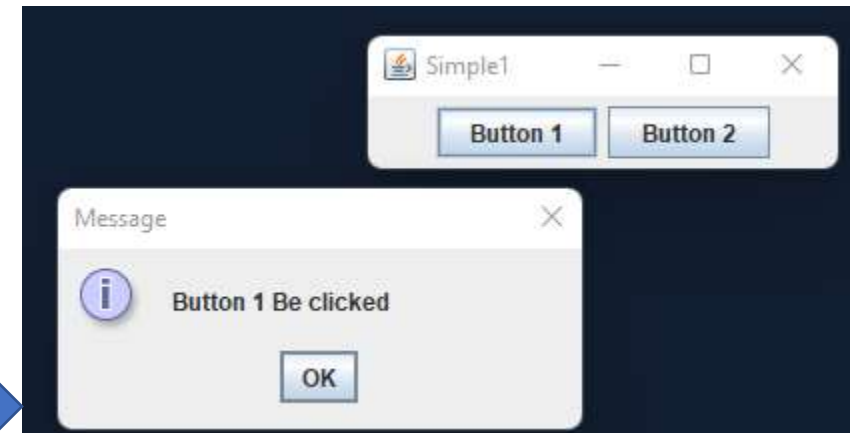 Simple1
Button 1
Button 2
Message
Button 1 Be clicked
OK